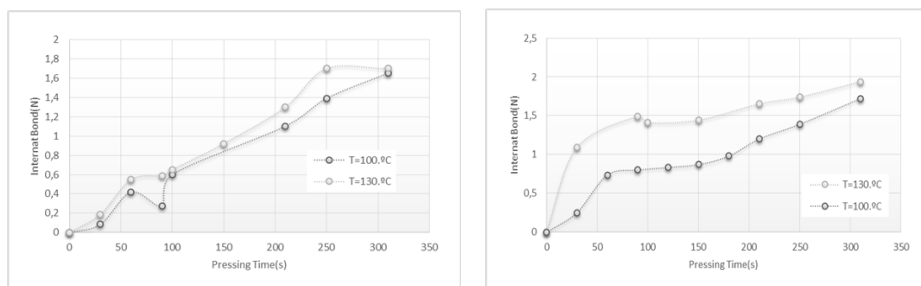 2
1,8
1,6
1,4
1,2
1
0,8
0,6
0,4
0,2
0
Internat Bond(N)
0 50 100 150 200 250 300 350
Pressing Time(s)
T=100.ºC
T=130.ºC
2,5
2
1,5
1
0,5
0
Internat Bond(N)
0 50 100 150 200 250 300 350
Pressing Time(s)
T=130.ºC
T=100.ºC